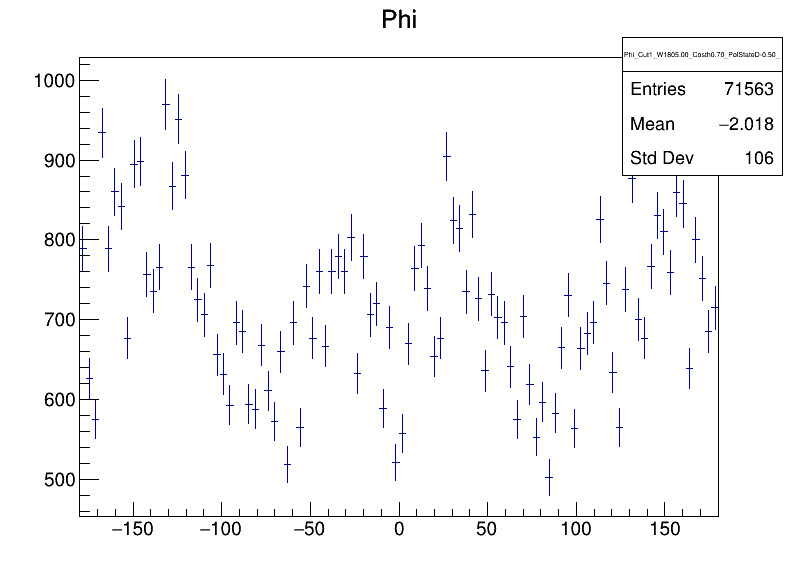 Phi
Phi_Cut1_W1805.00_Costh0.70_PolStateD-0.50_
Entries 71563
Mean −2.018
Std Dev 106
1000
900
800
700
600
500
−150 −100 −50 0 50 100 150